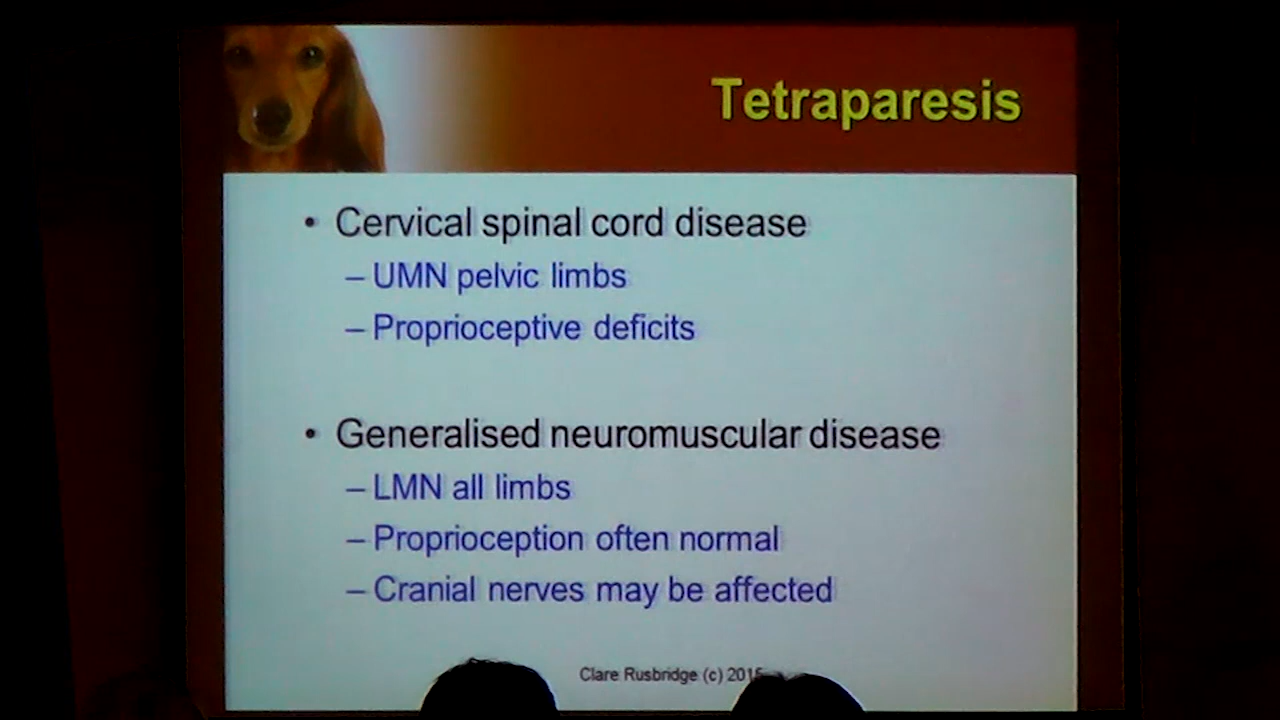 Tetraparesis
• Cervical spinal cord disease
– UMN pelvic limbs
– Proprioceptive deficits
• Generalised neuromuscular disease
– LMN all limbs
– Proprioception often normal
– Cranial nerves may be affected
Clare Rusbridge (c)